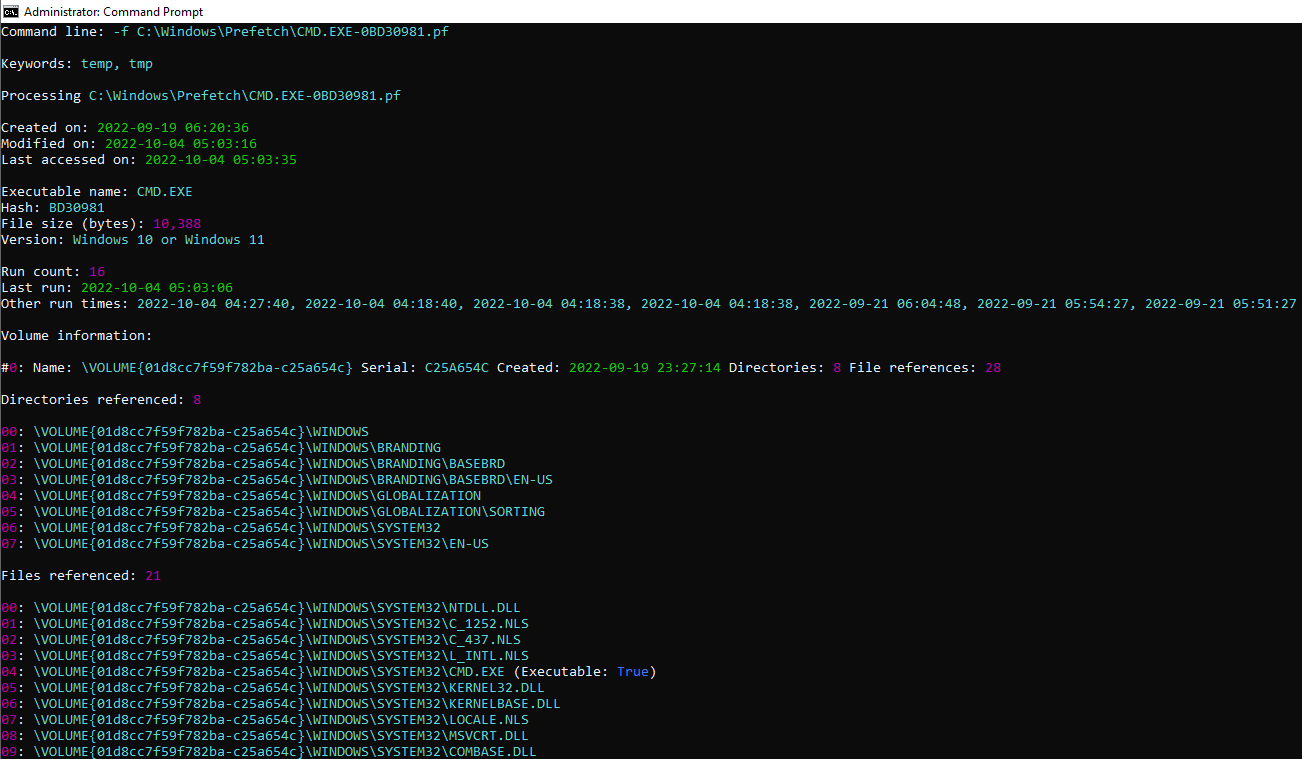 Administrator: Command Prompt
Command line: -f C:\Windows\Prefetch\CMD.EXE-0BD30981.pf
Keywords: temp, tmp
Processing C:\Windows\Prefetch\CMD.EXE-0BD30981.pf
Created on: 2022-09-19 06:20:36
Modified on: 2022-10-04 05:03:16
Last accessed on: 2022-10-04 05:03:35
Executable name: CMD.EXE
Hash: BD30981
File size (bytes): 10,388
Version: Windows 10 or Windows 11
Run count: 16
Last run: 2022-10-04 05:03:06
Other run times: 2022-10-04 04:27:40, 2022-10-04 04:18:40, 2022-10-04 04:18:38, 2022-10-04 04:18:38, 2022-09-21 06:04:48, 2022-09-21 05:54:27, 2022-09-21 05:51:27
Volume information:
#0: Name: \VOLUME{01d8cc7f59f782ba-c25a654c} Serial: C25A654C Created: 2022-09-19 23:27:14 Directories: 8 File references: 28
Directories referenced: 8
00: \VOLUME{01d8cc7f59f782ba-c25a654c}\WINDOWS
01: \VOLUME{01d8cc7f59f782ba-c25a654c}\WINDOWS\BRANDING
02: \VOLUME{01d8cc7f59f782ba-c25a654c}\WINDOWS\BRANDING\BASEBRD
03: \VOLUME{01d8cc7f59f782ba-c25a654c}\WINDOWS\BRANDING\BASEBRD\EN-US
04: \VOLUME{01d8cc7f59f782ba-c25a654c}\WINDOWS\GLOBALIZATION
05: \VOLUME{01d8cc7f59f782ba-c25a654c}\WINDOWS\GLOBALIZATION\SORTING
06: \VOLUME{01d8cc7f59f782ba-c25a654c}\WINDOWS\SYSTEM32
07: \VOLUME{01d8cc7f59f782ba-c25a654c}\WINDOWS\SYSTEM32\EN-US
Files referenced: 21
00: \VOLUME{01d8cc7f59f782ba-c25a654c}\WINDOWS\SYSTEM32\NTDLL.DLL
01: \VOLUME{01d8cc7f59f782ba-c25a654c}\WINDOWS\SYSTEM32\C_1252.NLS
02: \VOLUME{01d8cc7f59f782ba-c25a654c}\WINDOWS\SYSTEM32\C_437.NLS
03: \VOLUME{01d8cc7f59f782ba-c25a654c}\WINDOWS\SYSTEM32\L_INTL.NLS
04: \VOLUME{01d8cc7f59f782ba-c25a654c}\WINDOWS\SYSTEM32\CMD.EXE (Executable: True)
05: \VOLUME{01d8cc7f59f782ba-c25a654c}\WINDOWS\SYSTEM32\KERNEL32.DLL
06: \VOLUME{01d8cc7f59f782ba-c25a654c}\WINDOWS\SYSTEM32\KERNELBASE.DLL
07: \VOLUME{01d8cc7f59f782ba-c25a654c}\WINDOWS\SYSTEM32\LOCALE.NLS
08: \VOLUME{01d8cc7f59f782ba-c25a654c}\WINDOWS\SYSTEM32\MSVCRT.DLL
09: \VOLUME{01d8cc7f59f782ba-c25a654c}\WINDOWS\SYSTEM32\COMBASE.DLL